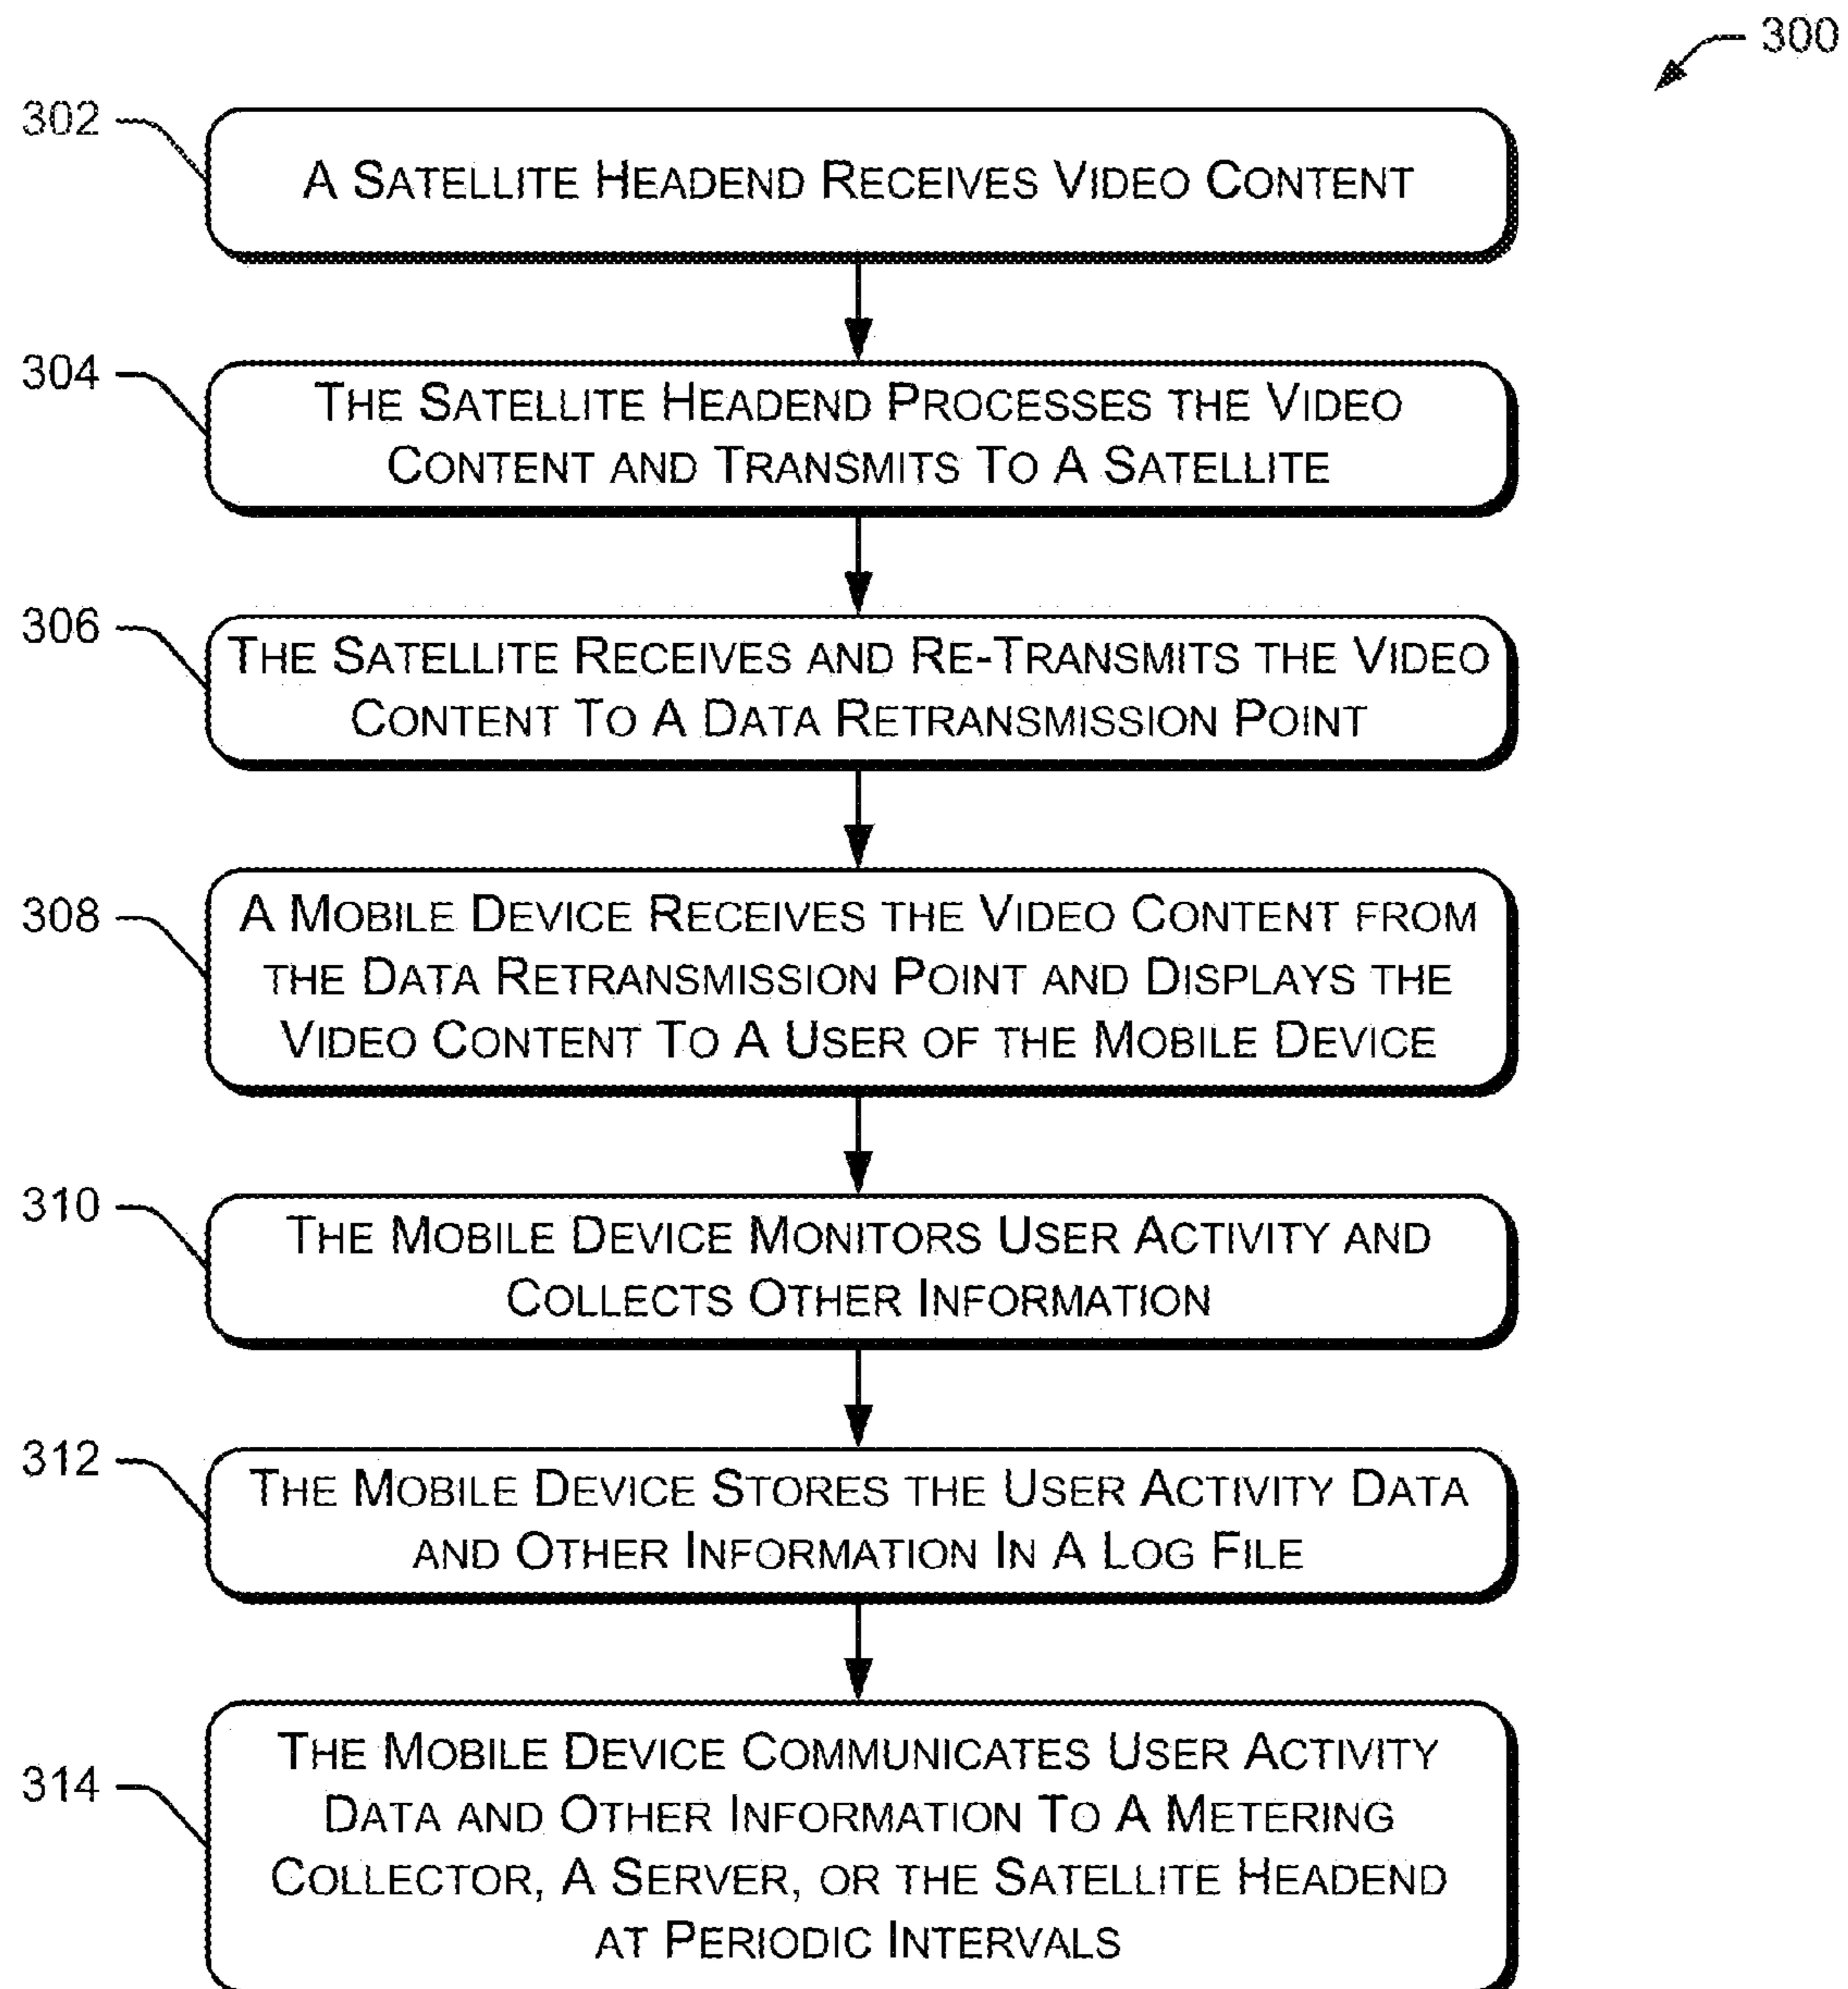 300
302
A SATELLITE HEADEND RECEIVES VIDEO CONTENT
304
THE SATELLITE HEADEND PROCESSES THE VIDEO
CONTENT AND TRANSMITS TO A SATELLITE
306
THE SATELLITE RECEIVES AND RE-TRANSMITS THE VIDEO
CONTENT TO A DATA RETRANSMISSION POINT
308
A MOBILE DEVICE RECEIVES THE VIDEO CONTENT FROM
THE DATA RETRANSMISSION POINT AND DISPLAYS THE
VIDEO CONTENT TO A USER OF THE MOBILE DEVICE
310
THE MOBILE DEVICE MONITORS USER ACTIVITY AND
COLLECTS OTHER INFORMATION
312
THE MOBILE DEVICE STORES THE USER ACTIVITY DATA
AND OTHER INFORMATION IN A LOG FILE
314
THE MOBILE DEVICE COMMUNICATES USER ACTIVITY
DATA AND OTHER INFORMATION TO A METERING
COLLECTOR, A SERVER, OR THE SATELLITE HEADEND
AT PERIODIC INTERVALS